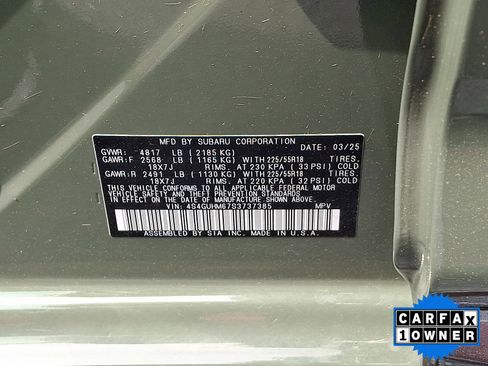 MFD BY SUBARU CORPORATION DATE: 03/25
GVWR: 4817 LB (2185 KG)
GAWR:F 2568 LB (1165 KG) WITH 225/55R18 TIRES.
18X7J RIMS. AT 230 KPA (33 PSI) COLD
GAWR:R 2491 LB (1130 KG) WITH 225/55R18 TIRES.
18X7J RIMS. AT 220 KPA (32 PSI) COLD
THIS VEHICLE CONFORMS TO ALL APPLICABLE FEDERAL MOTOR
VEHICLE SAFETY, BUMPER, AND THEFT PREVENTION STANDARDS
IN EFFECT ON THE DATE OF MANUFACTURE SHOWN ABOVE.
VIN: 4S4GUHM67S3737385 MPV
ASSEMBLED BY SIA INC. MADE IN U.S.A.
CARFAX
1 OWNER